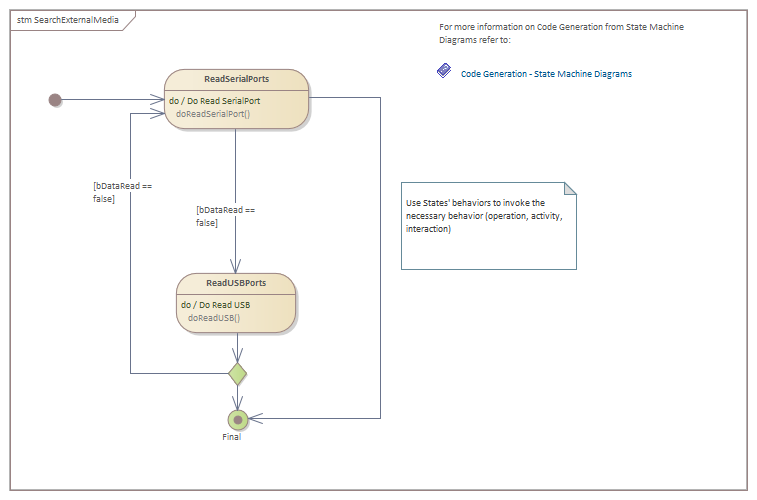 stm SearchExternalMedia
For more information on Code Generation from State Machine
Diagrams refer to:
Code Generation - State Machine Diagrams
ReadSerialPorts
do / Do Read SerialPort
doReadSerialPort()
[bDataRead ==
false]
[bDataRead ==
false]
Use States' behaviors to invoke the
necessary behavior (operation, activity,
interaction)
ReadUSBPorts
do / Do Read USB
doReadUSB()
Final